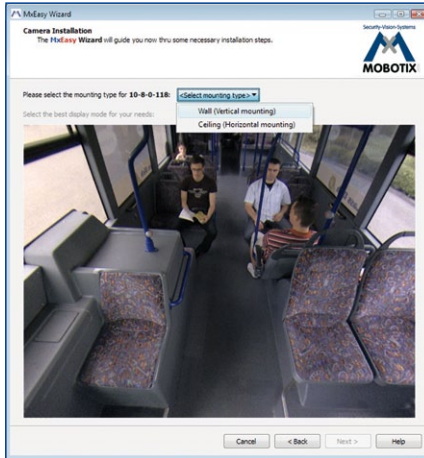 MxEasy Wizard
Camera Installation
The MxEasy Wizard will guide you now thru some necessary installation steps.
Security-Vision-Systems
MOBOTIX
Please select the mounting type for 10-8-0-118: <Select mounting type>
Wall (Vertical mounting)
Ceiling (Horizontal mounting)
Select the best display mode for your needs:
Cancel < Back Next > Help